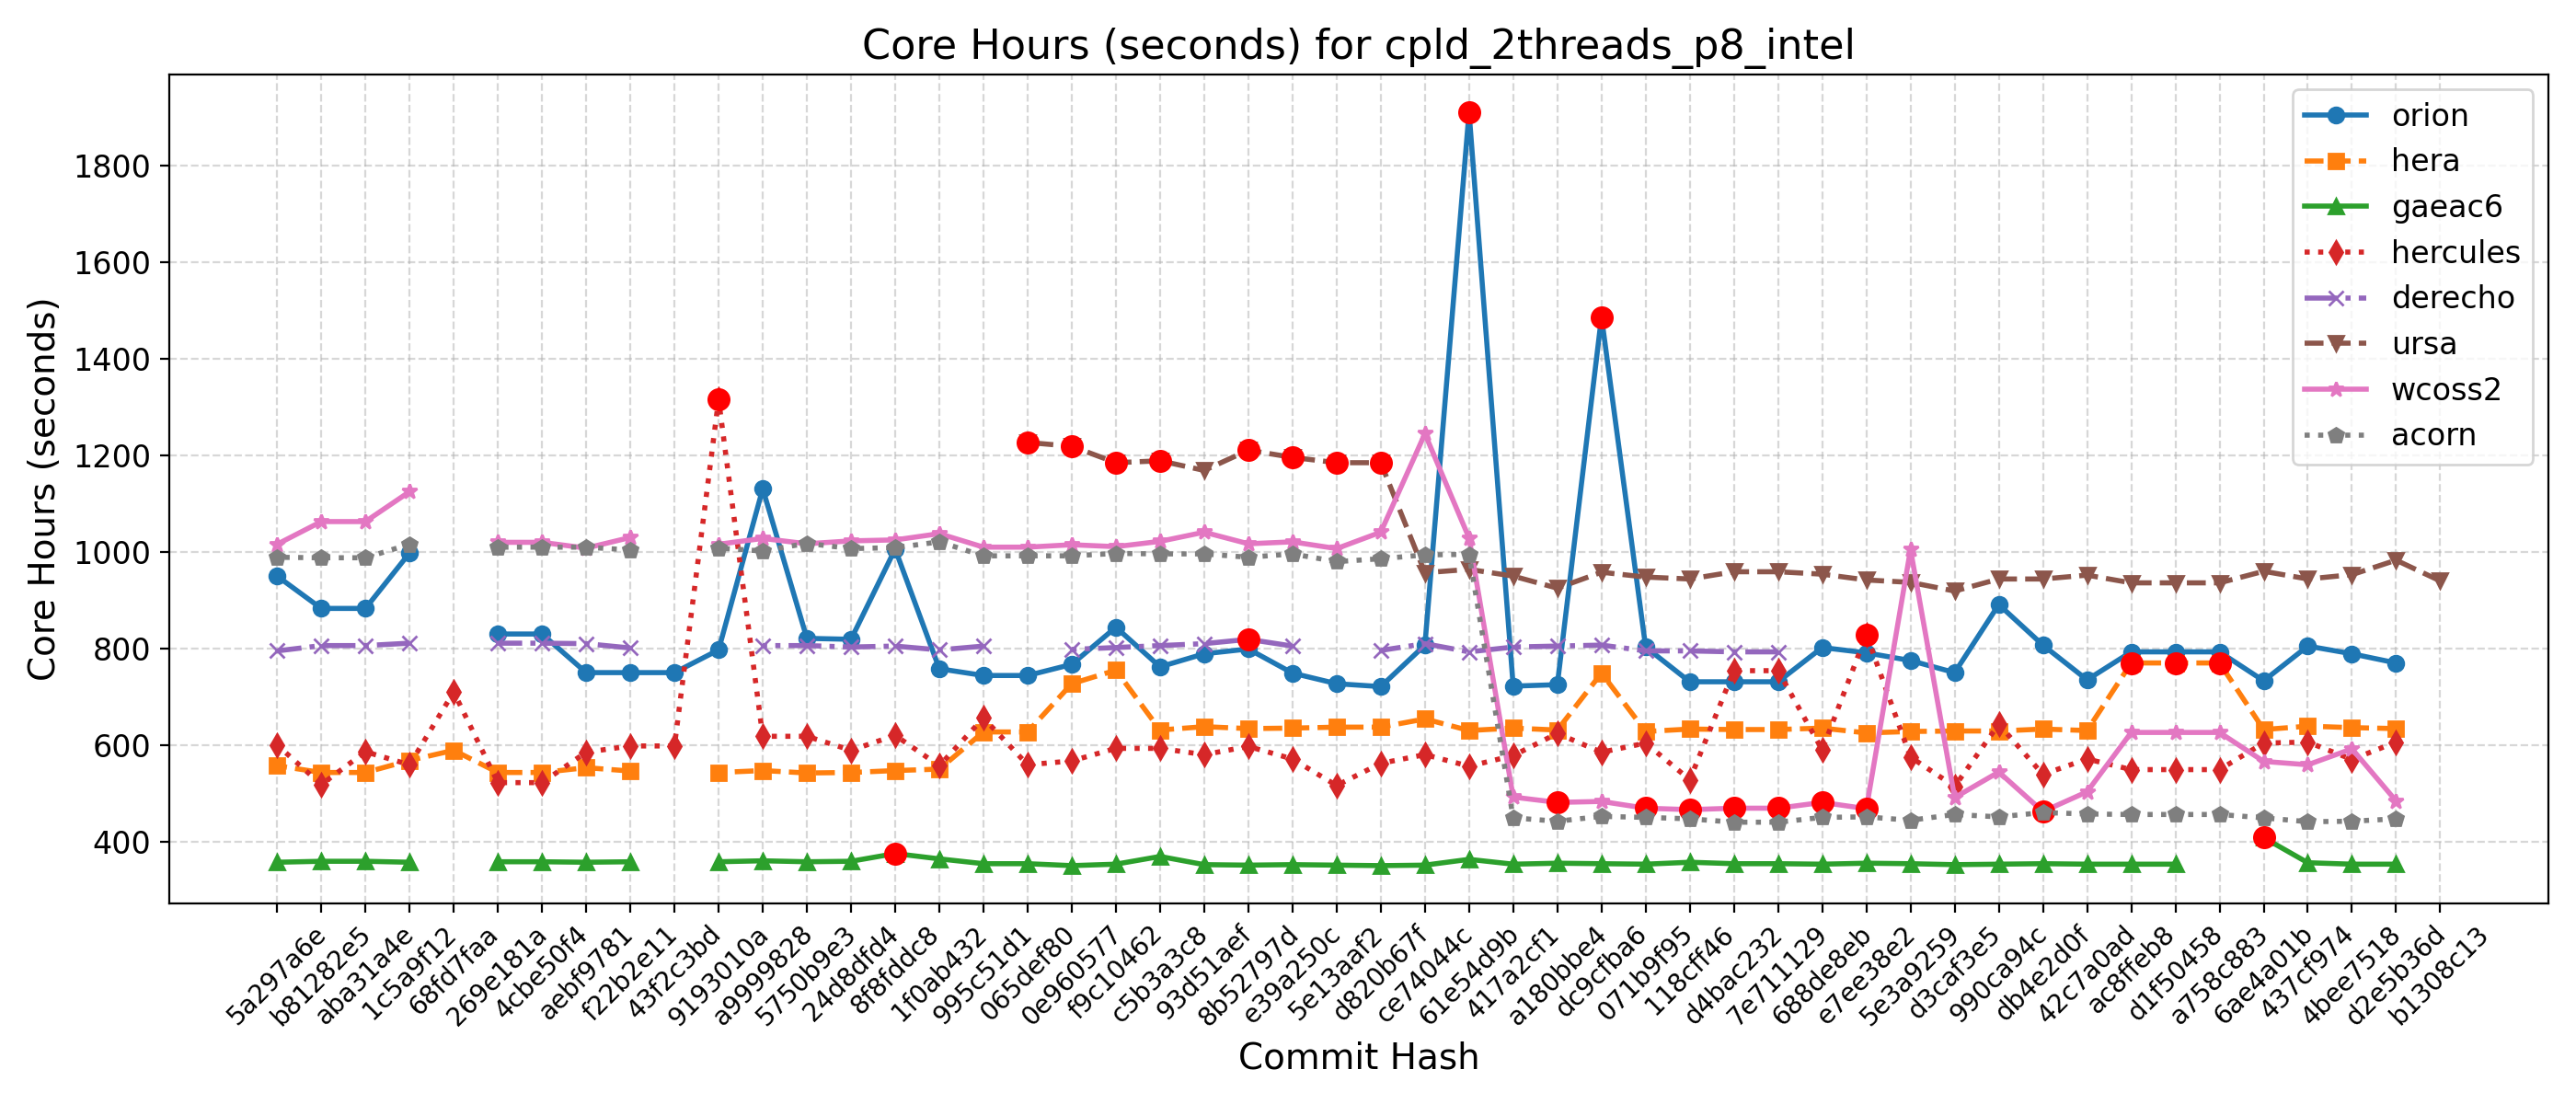 Core Hours (seconds) for cpld_2threads_p8_intel
Core Hours (seconds)
1800
1600
1400
1200
1000
800
600
400
orion
hera
gaeac6
hercules
derecho
ursa
wcoss2
acorn
5a297a6e
b81282e5
aba31a4e
1c5a9f12
68fd7faa
269e181a
4cbe50f4
aebf9781
f22b2e11
43f2c3bd
9193010a
a9999828
5750b9e3
24d8dfd4
8f8fddc8
1f0ab432
995c51d1
065def80
0e960577
f9c10462
c5b3a3c8
93d51aef
8b52797d
e39a250c
5e13aaf2
d820b67f
ce74044c
61e54d9b
417a2cf1
a180bbe4
dc9cfba6
071b9f95
118cff46
d4bac232
7e711129
688dde8eb
e7ee38e2
5e3a9259
d3caf3e5
990ca94c
db4e2d0f
42c7a0ad
ac8ffeb8
d1f50458
a758c883
6ae4a01b
437cf974
4bee7518
d2e5b36d
b1308c13
Commit Hash